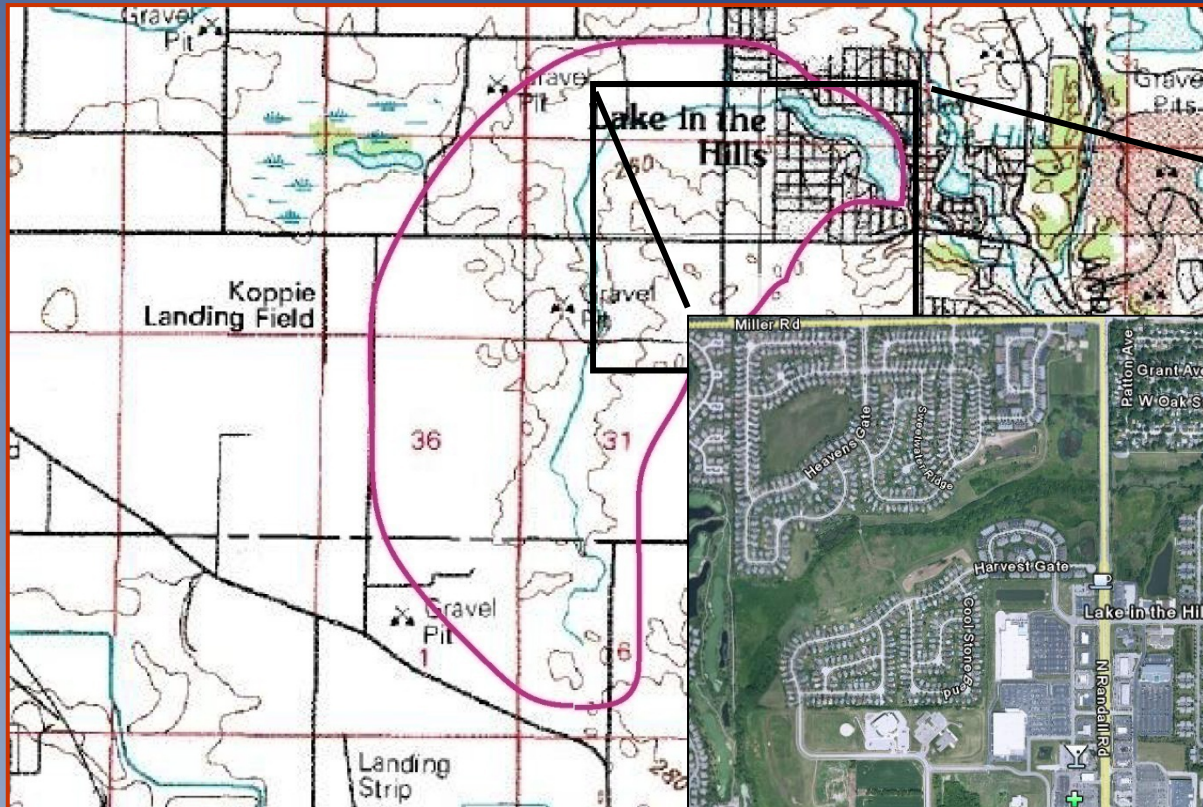 Gravel
Pit
Gravel
Pit
Gravel
Pits
Lake in the
Hills
250
Koppie
Landing Field
Gravel
Pit
36
31
Gravel
Pit
1
6
Landing
Strip
280
Miller Rd
Patton Ave
Grant Ave
W Oak S
Heavens Gate
Sweetwater Ridge
Harvest Gate
Cool Stone Bend
Lake in the Hil
N Randall Rd